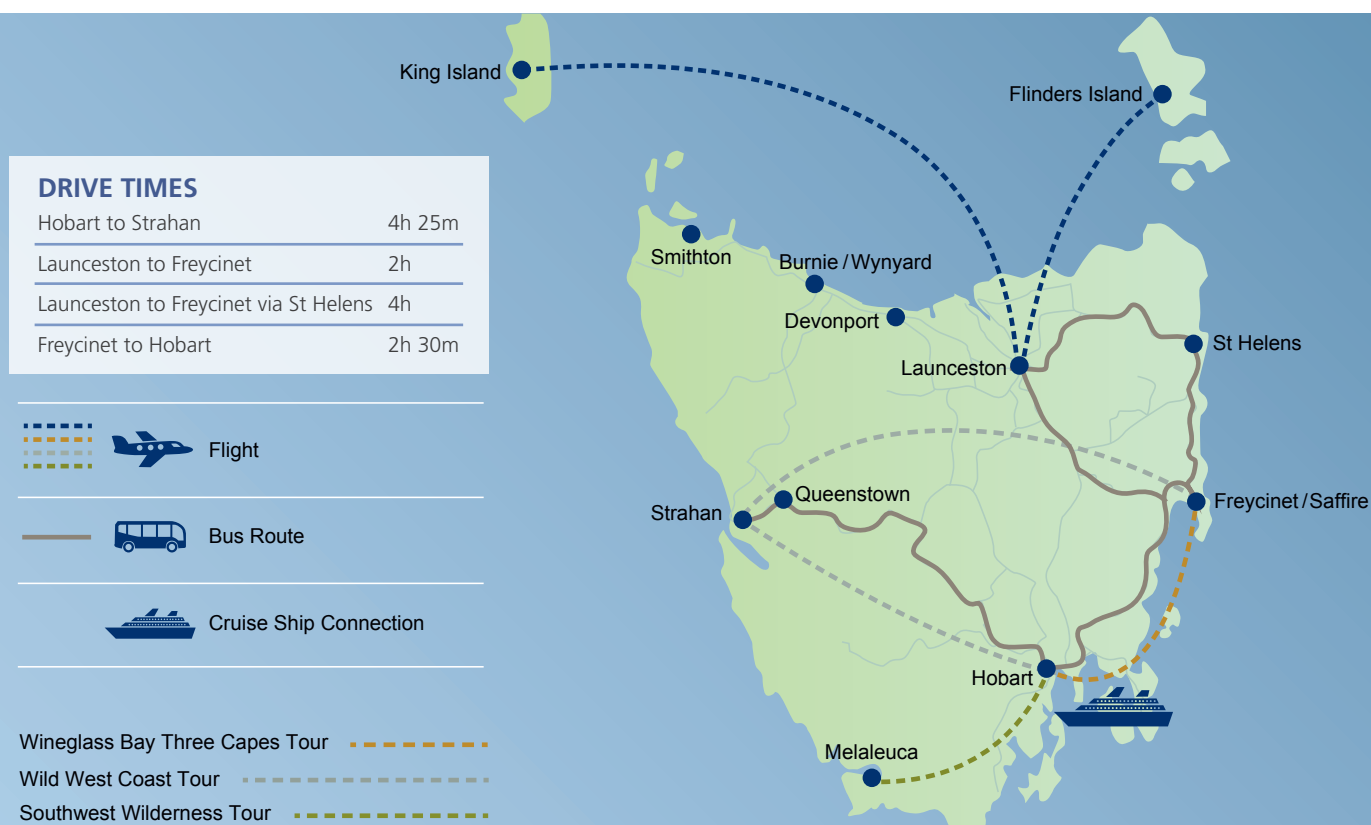 King Island
Flinders Island
DRIVE TIMES
Hobart to Strahan 4h 25m
Launceston to Freycinet 2h
Launceston to Freycinet via St Helens 4h
Freycinet to Hobart 2h 30m
Smithton
Burnie / Wynyard
Devonport
Launceston
St Helens
Flight
Queenstown
Strahan
Freycinet / Saffire
Bus Route
Cruise Ship Connection
Hobart
Melaleuca
Wineglass Bay Three Capes Tour
Wild West Coast Tour
Southwest Wilderness Tour